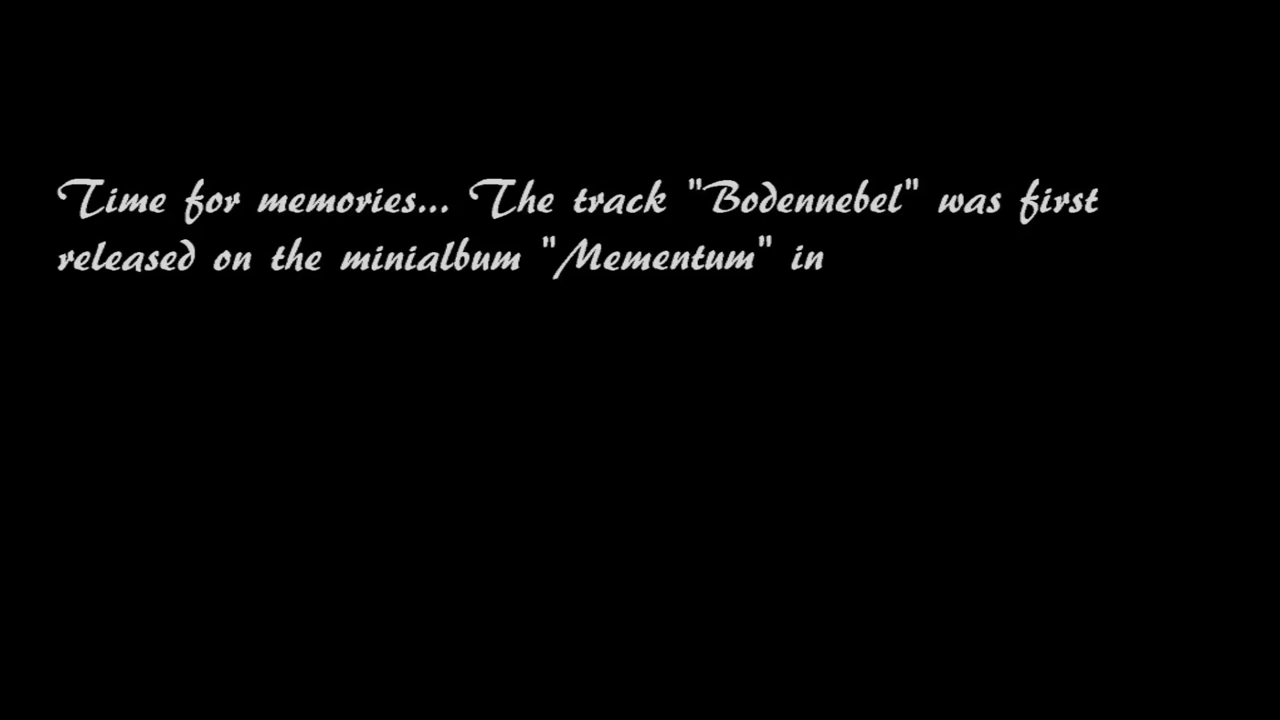 Time for memories... The track "Bodennebel" was first
released on the minialbum "Mementum" in